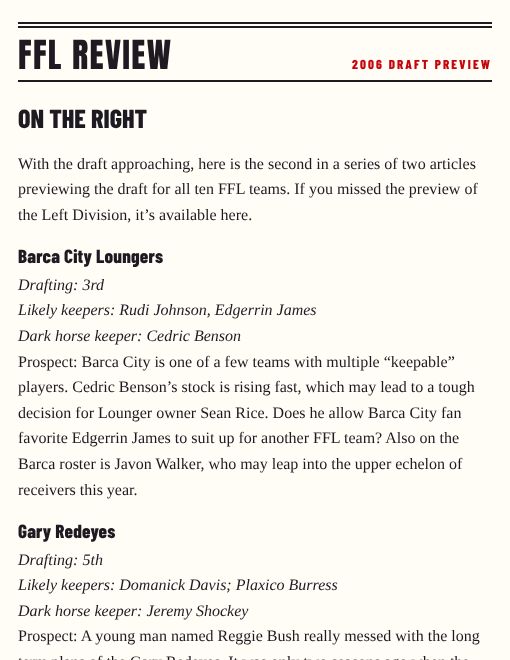 FFL REVIEW
2006 DRAFT PREVIEW
ON THE RIGHT
With the draft approaching, here is the second in a series of two articles
previewing the draft for all ten FFL teams. If you missed the preview of
the Left Division, it’s available here.
Barca City Loungers
Drafting: 3rd
Likely keepers: Rudi Johnson, Edgerrin James
Dark horse keeper: Cedric Benson
Prospect: Barca City is one of a few teams with multiple “keepable”
players. Cedric Benson’s stock is rising fast, which may lead to a tough
decision for Lounger owner Sean Rice. Does he allow Barca City fan
favorite Edgerrin James to suit up for another FFL team? Also on the
Barca roster is Javon Walker, who may leap into the upper echelon of
receivers this year.
Gary Redeyes
Drafting: 5th
Likely keepers: Domanick Davis; Plaxico Burress
Dark horse keeper: Jeremy Shockey
Prospect: A young man named Reggie Bush really messed with the long